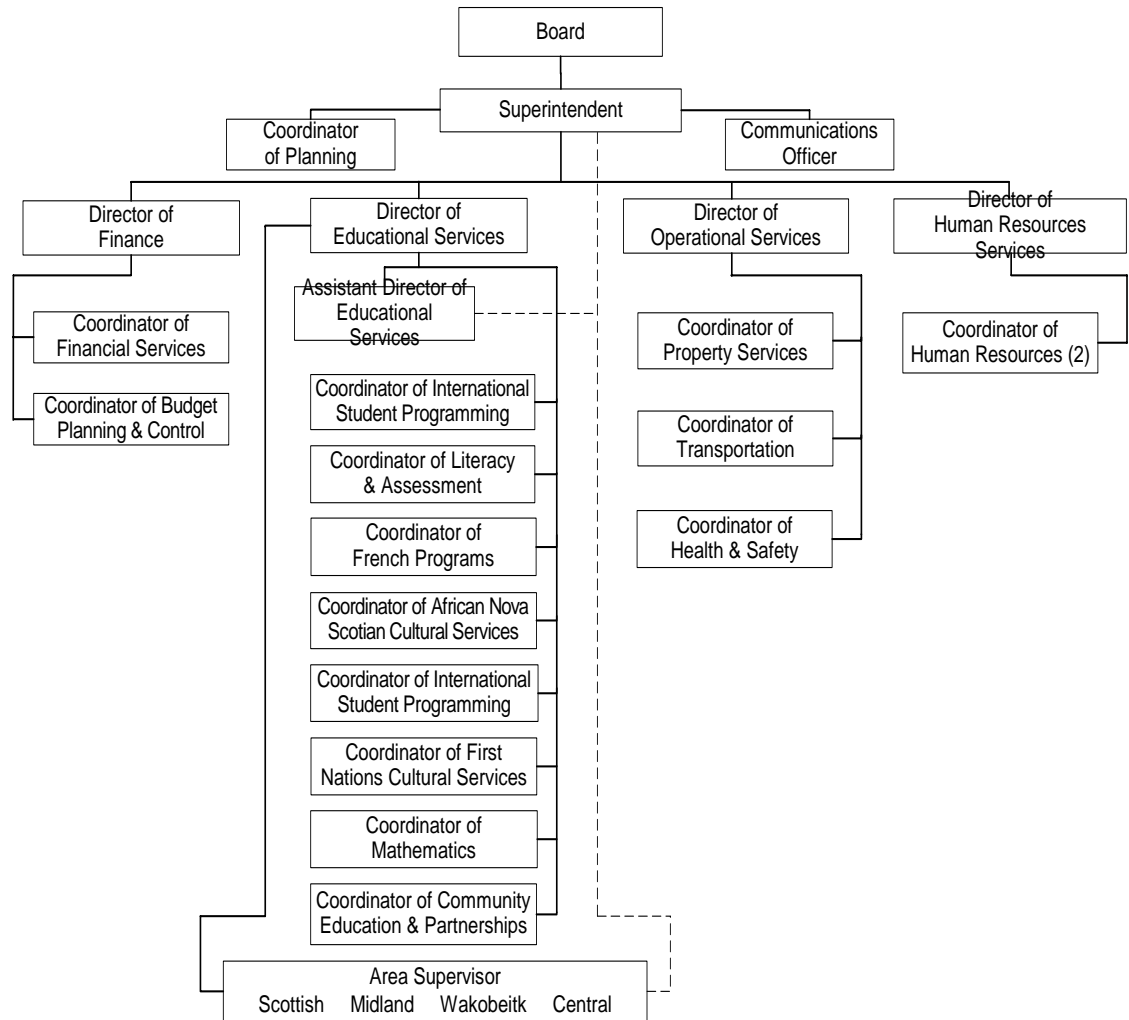 Board
Superintendent
Coordinator
of Planning
Communications
Officer
Director of
Finance
Director of
Educational Services
Director of
Operational Services
Director of
Human Resources
Services
Assistant Director of
Educational
Services
Coordinator of
Financial Services
Coordinator of Budget
Planning & Control
Coordinator of International
Student Programming
Coordinator of Literacy
& Assessment
Coordinator of
French Programs
Coordinator of African Nova
Scotian Cultural Services
Coordinator of International
Student Programming
Coordinator of First
Nations Cultural Services
Coordinator of
Mathematics
Coordinator of Community
Education & Partnerships
Coordinator of
Property Services
Coordinator of
Transportation
Coordinator of
Health & Safety
Coordinator of
Human Resources (2)
Area Supervisor
Scottish Midland Wakobeitk Central